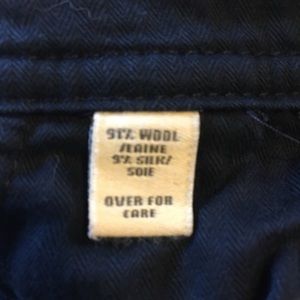 91% WOOL
/LAINE
9% SILK/
SOIE
OVER FOR
CARE